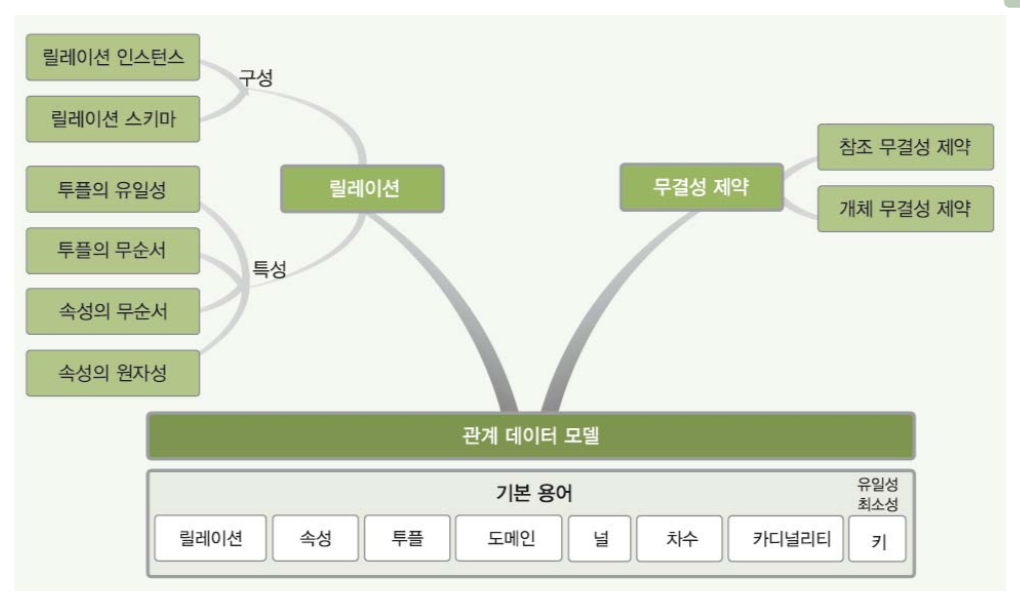 릴레이션 인스턴스
구성
릴레이션 스키마
참조 무결성 제약
투플의 유일성
릴레이션
무결성 제약
개체 무결성 제약
투플의 무순서
특성
속성의 무순서
속성의 원자성
관계 데이터 모델
기본 용어
유일성
최소성
릴레이션
속성
투플
도메인
널
차수
카디널리티
키